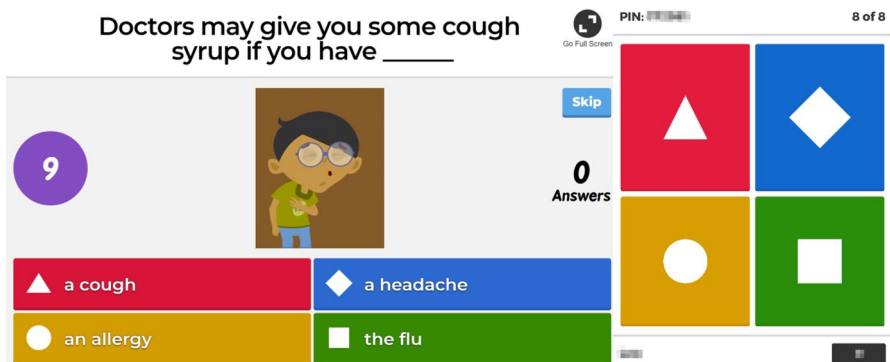 Doctors may give you some cough
syrup if you have ______
Go Full Screen
Skip
9
0
Answers
a cough
a headache
an allergy
the flu
PIN:
8 of 8